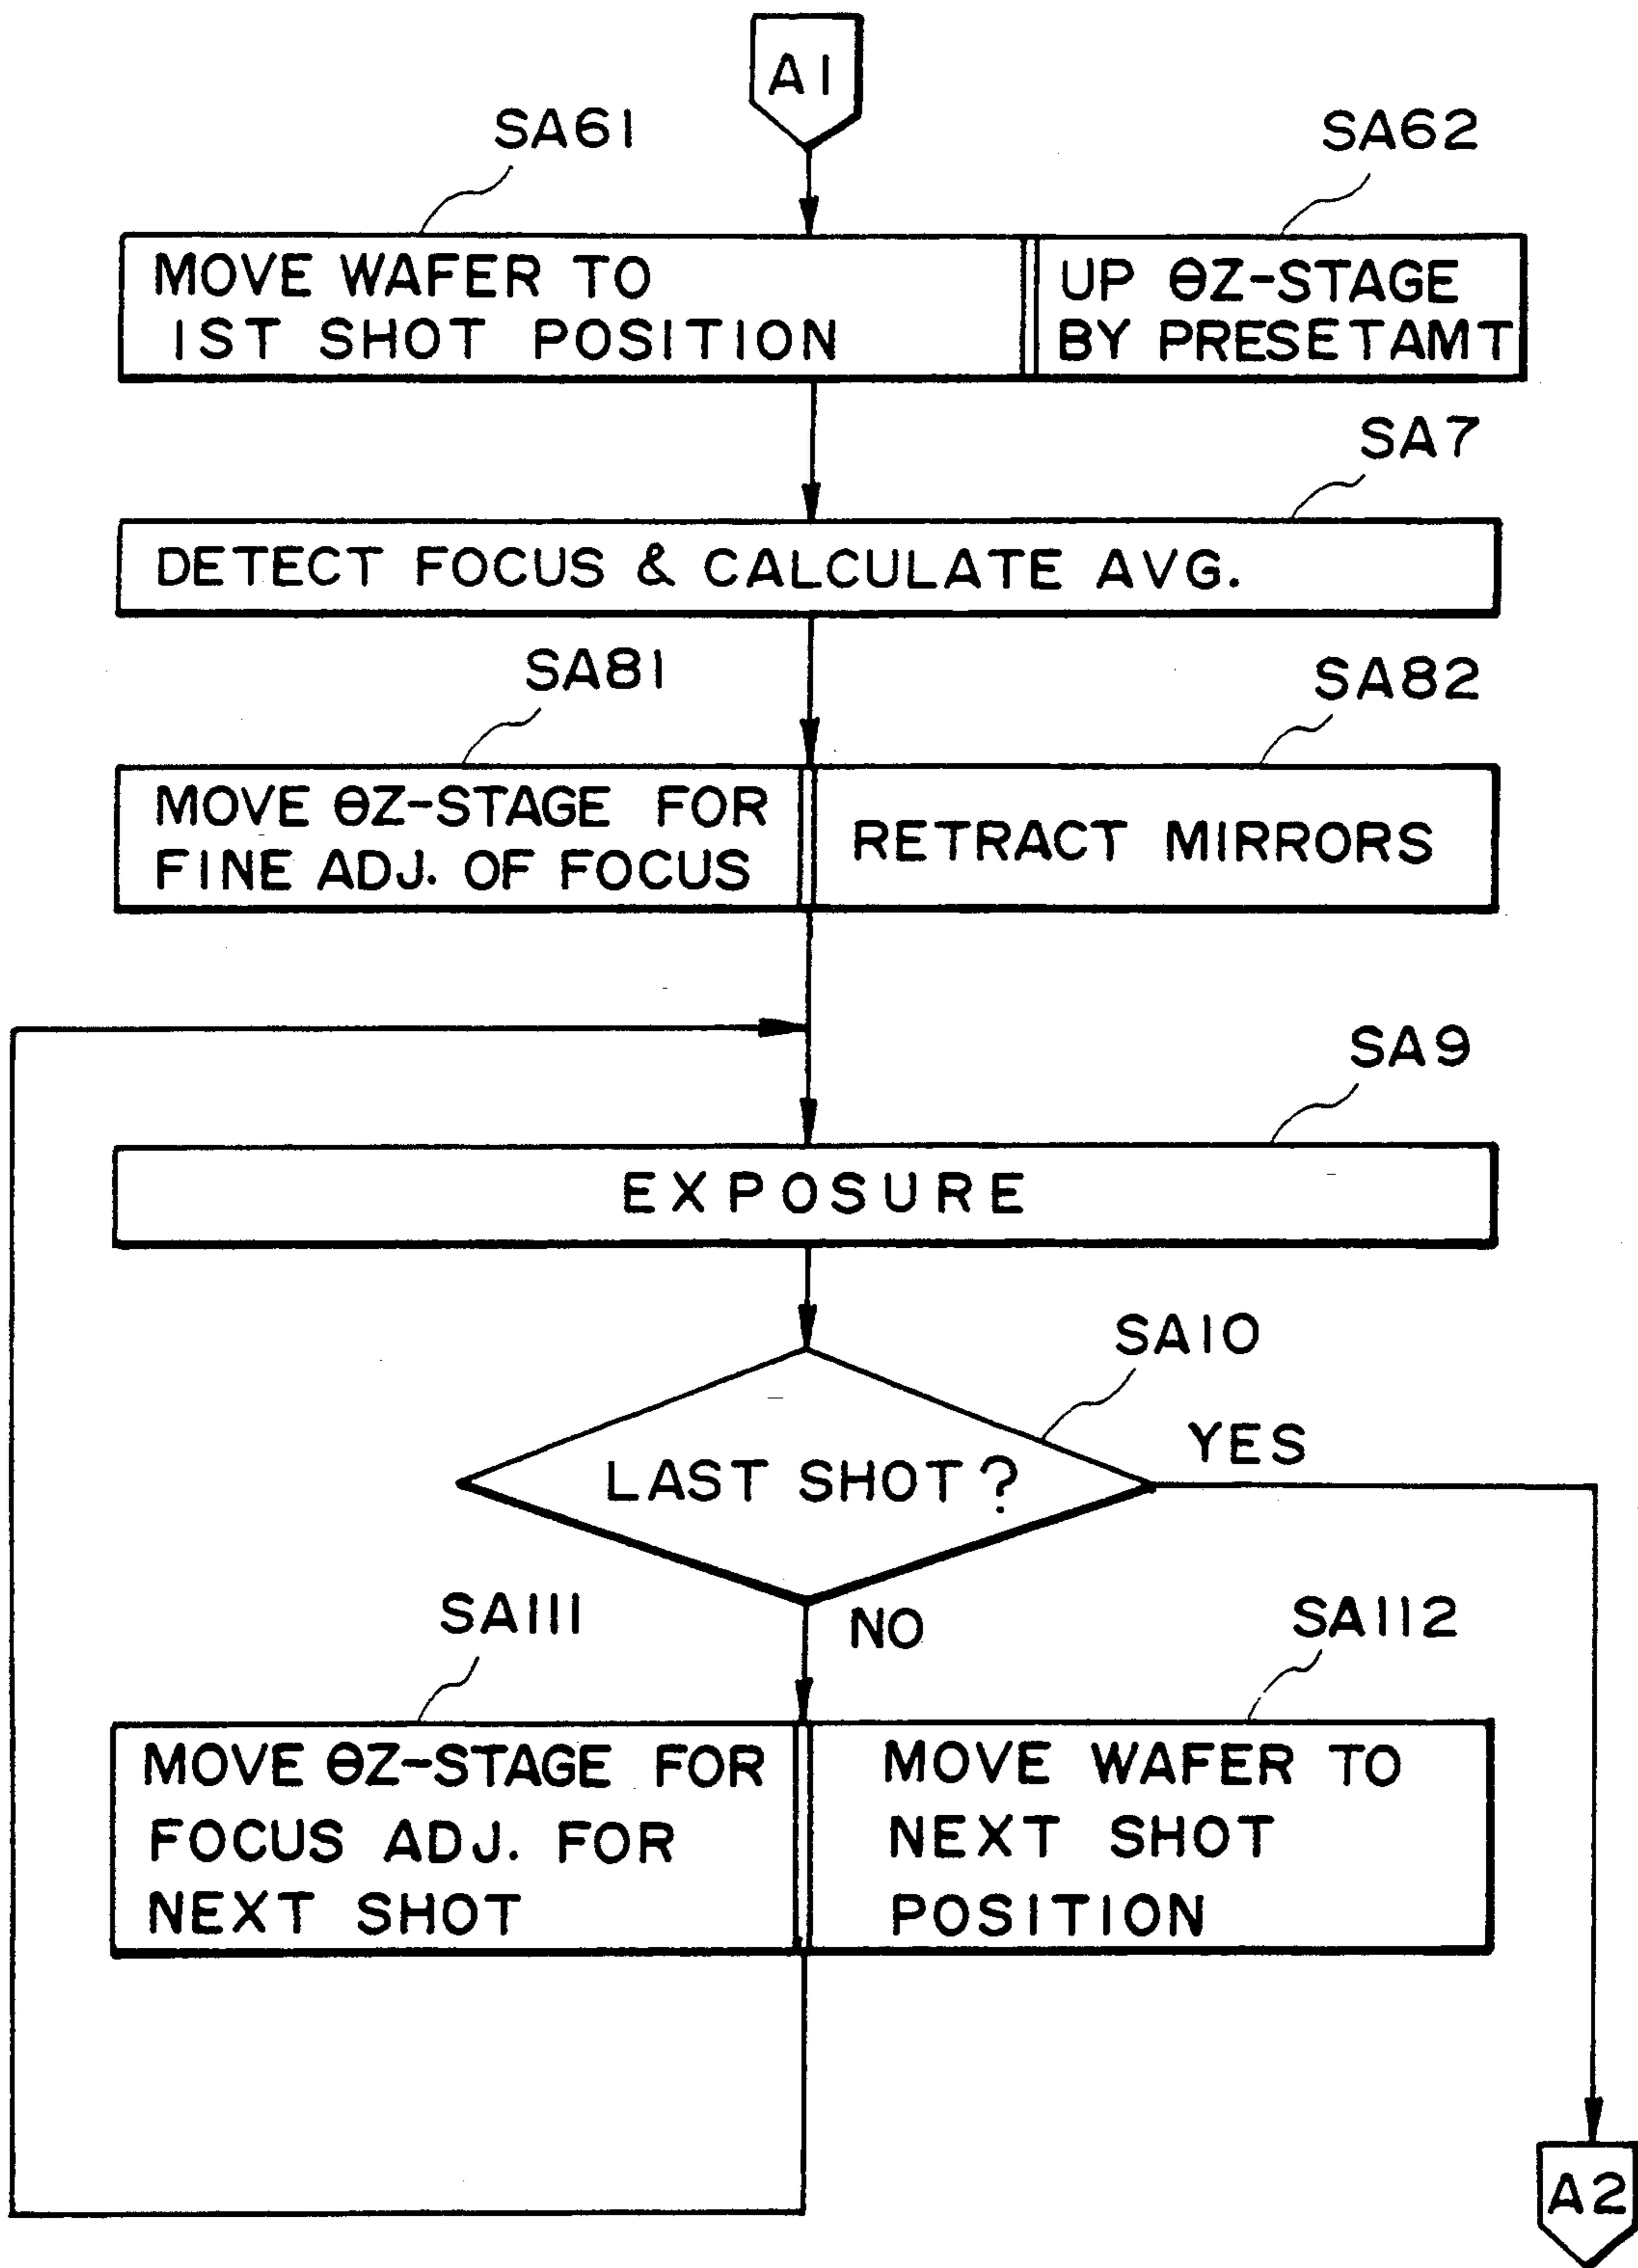 A1
SA61
SA62
MOVE WAFER TO
1ST SHOT POSITION
UP ΘZ-STAGE
BY PRESETAMT
SA7
DETECT FOCUS & CALCULATE AVG.
SA81
SA82
MOVE ΘZ-STAGE FOR
FINE ADJ. OF FOCUS
RETRACT MIRRORS
SA9
EXPOSURE
SA10
LAST SHOT?
YES
NO
SA111
SA112
MOVE ΘZ-STAGE FOR
FOCUS ADJ. FOR
NEXT SHOT
MOVE WAFER TO
NEXT SHOT
POSITION
A2